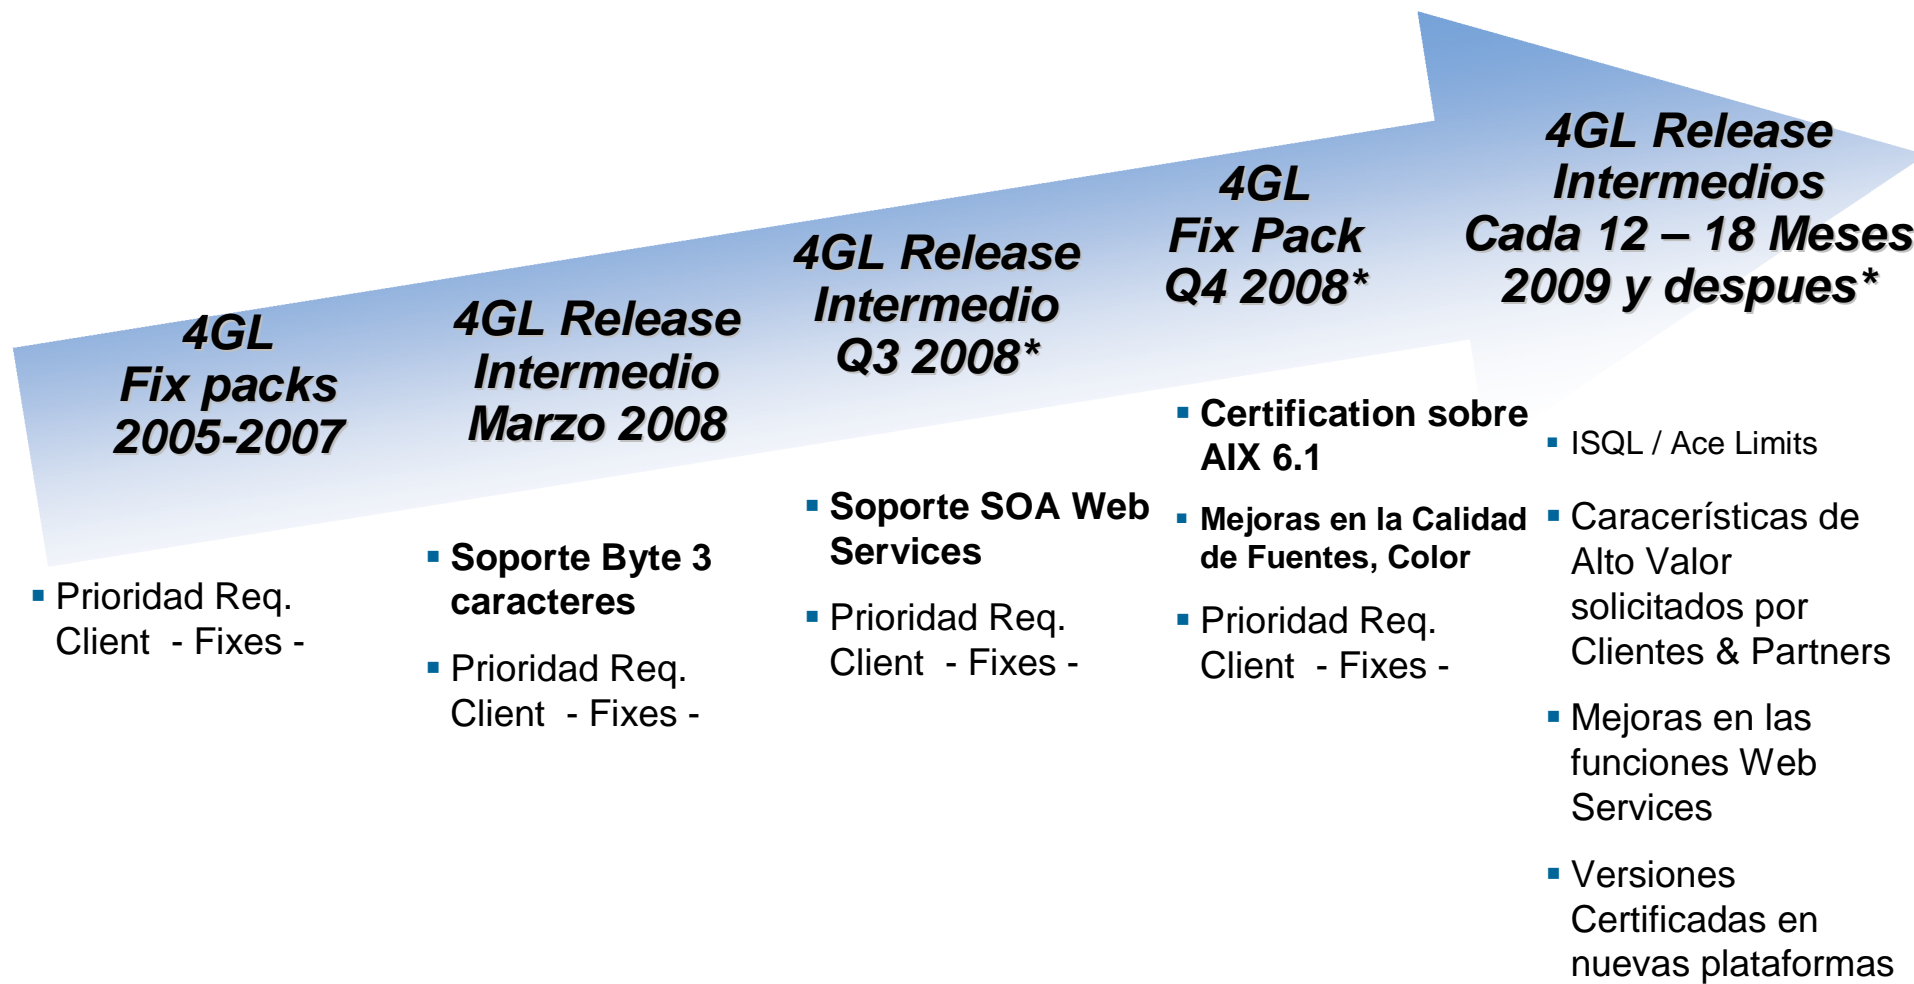 4GL
Fix packs
2005-2007
▪ Prioridad Req.
Client - Fixes -
4GL Release
Intermedio
Marzo 2008
▪ Soporte Byte 3
caracteres
▪ Prioridad Req.
Client - Fixes -
4GL Release
Intermedio
Q3 2008*
▪ Soporte SOA Web
Services
▪ Prioridad Req.
Client - Fixes -
4GL
Fix Pack
Q4 2008*
▪ Certification sobre
AIX 6.1
▪ Mejoras en la Calidad
de Fuentes, Color
▪ Prioridad Req.
Client - Fixes -
4GL Release
Intermedios
Cada 12 – 18 Meses
2009 y despues*
▪ ISQL / Ace Limits
▪ Caracerísticas de
Alto Valor
solicitados por
Clientes & Partners
▪ Mejoras en las
funciones Web
Services
▪ Versiones
Certificadas en
nuevas plataformas